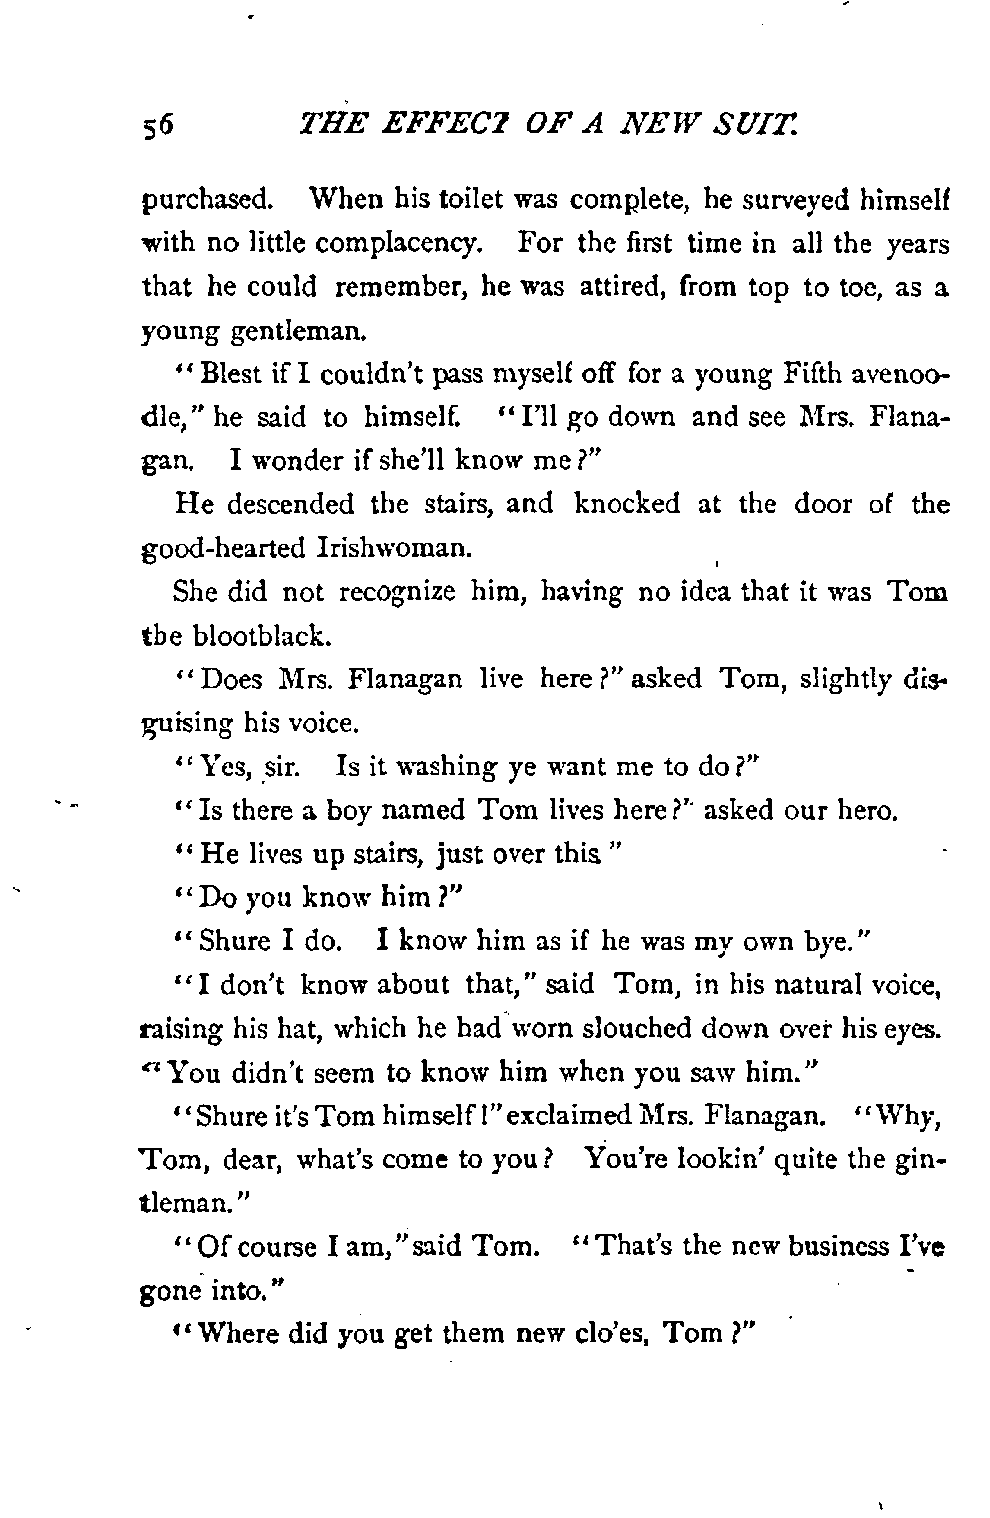 56 THE EFFECT OF A NEW SUIT.
purchased. When his toilet was complete, he surveyed himself
with no little complacency. For the first time in all the years
that he could remember, he was attired, from top to toe, as a
young gentleman.
"Blest if I couldn't pass myself off for a young Fifth avenoo-
dle," he said to himself. "I'll go down and see Mrs. Flana-
gan. I wonder if she'll know me?"
He descended the stairs, and knocked at the door of the
good-hearted Irishwoman.
She did not recognize him, having no idea that it was Tom
the blootblack.
"Does Mrs. Flanagan live here?" asked Tom, slightly dis-
guising his voice.
"Yes, sir. Is it washing ye want me to do?"
"Is there a boy named Tom lives here?" asked our hero.
"He lives up stairs, just over this"
"Do you know him?"
"Shure I do. I know him as if he was my own bye."
"I don't know about that," said Tom, in his natural voice,
raising his hat, which he had worn slouched down over his eyes.
"You didn't seem to know him when you saw him."
"Shure it's Tom himself!" exclaimed Mrs. Flanagan. "Why,
Tom, dear, what's come to you? You're lookin' quite the gin-
tleman."
"Of course I am," said Tom. "That's the new business I've
gone into."
"Where did you get them new clo'es, Tom?"